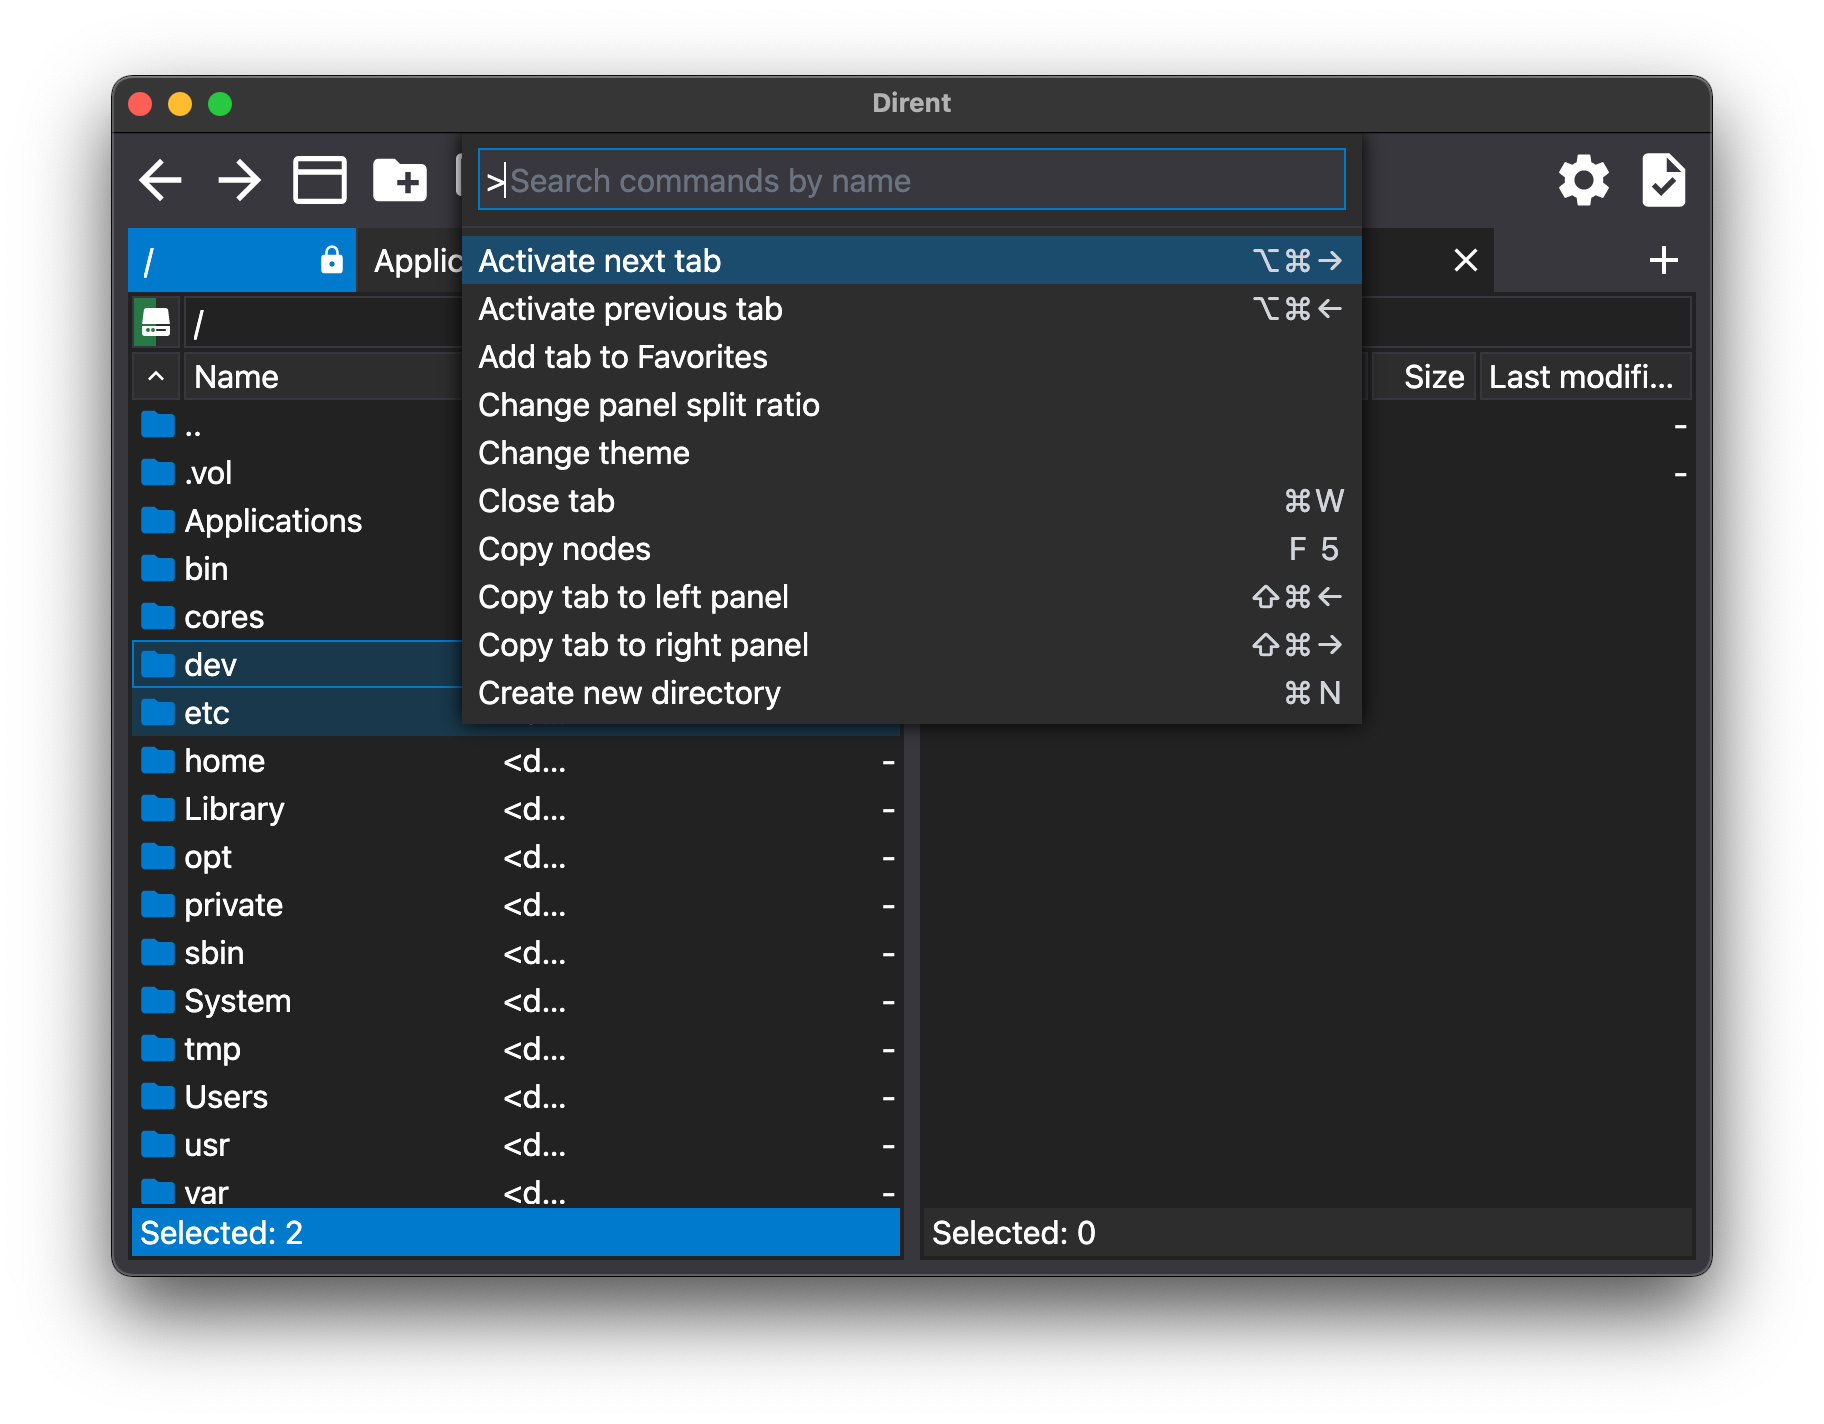 Dirent
>Search commands by name
/
Applic
/
Name
Size
Last modifi...
Activate next tab ⌥⌘→
Activate previous tab ⌥⌘←
Add tab to Favorites
Change panel split ratio
Change theme
Close tab ⌘W
Copy nodes F 5
Copy tab to left panel ⇧⌘←
Copy tab to right panel ⇧⌘→
Create new directory ⌘N
..
-
.vol
-
Applications
bin
cores
dev
etc
home <d... -
Library <d... -
opt <d... -
private <d... -
sbin <d... -
System <d... -
tmp <d... -
Users <d... -
usr <d... -
var <d... -
Selected: 2
Selected: 0